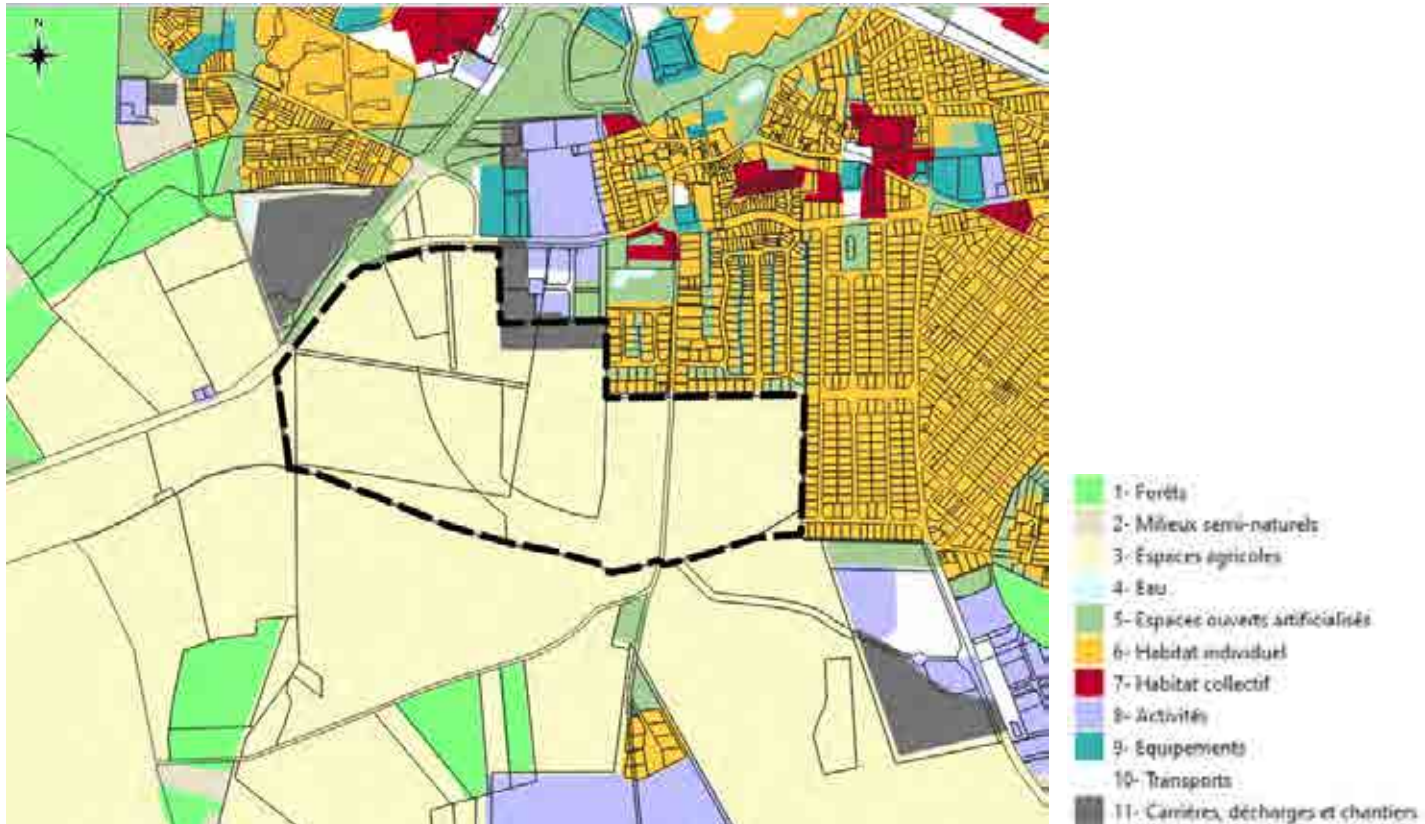 N
1- Forêts
2- Milieux semi-naturels
3- Espaces agricoles
4- Eau
5- Espaces ouverts artificialisés
6- Habitat individuel
7- Habitat collectif
8- Activités
9- Equipements
10- Transports
11- Carrières, décharges et chantiers